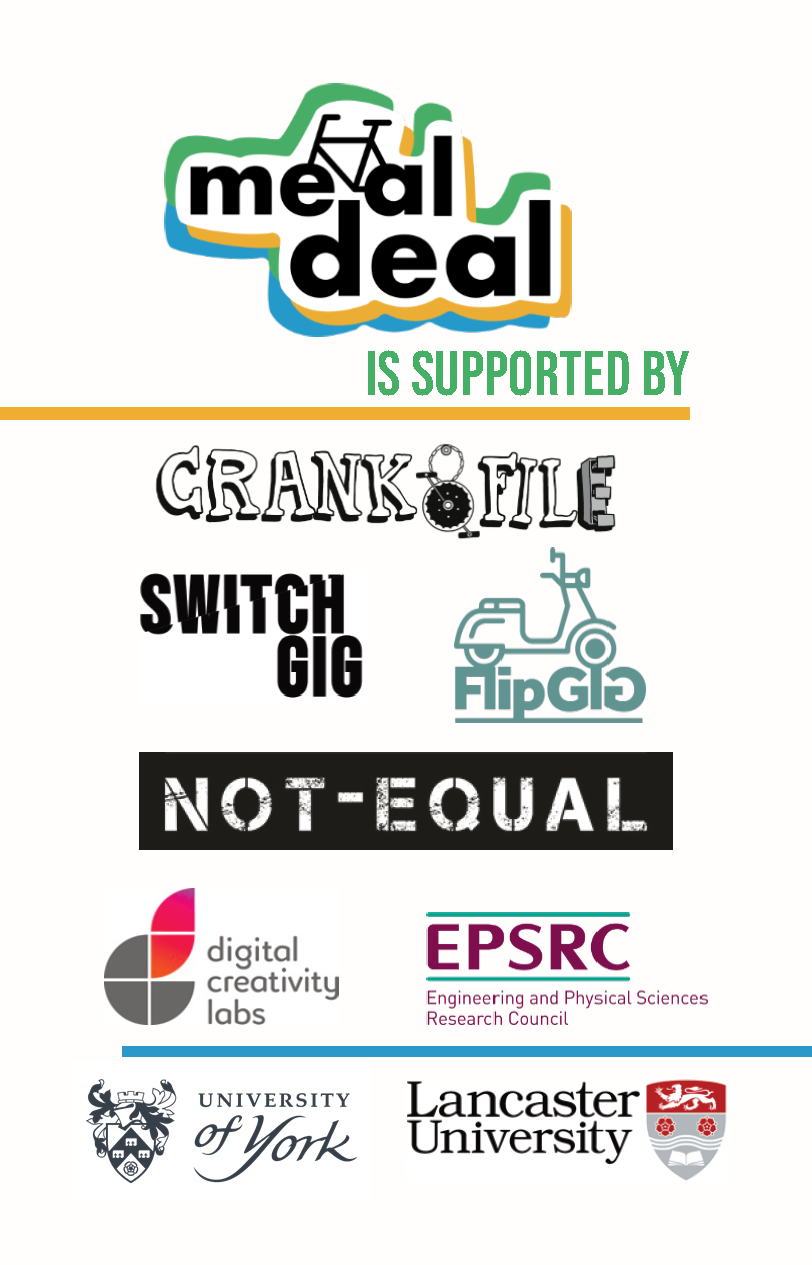 meal
deal
IS SUPPORTED BY
CRANK FILE
SWITCH
GIG
FlipGig
NOT-EQUAL
digital
creativity
labs
EPSRC
Engineering and Physical Sciences
Research Council
UNIVERSITY
of York
Lancaster
University